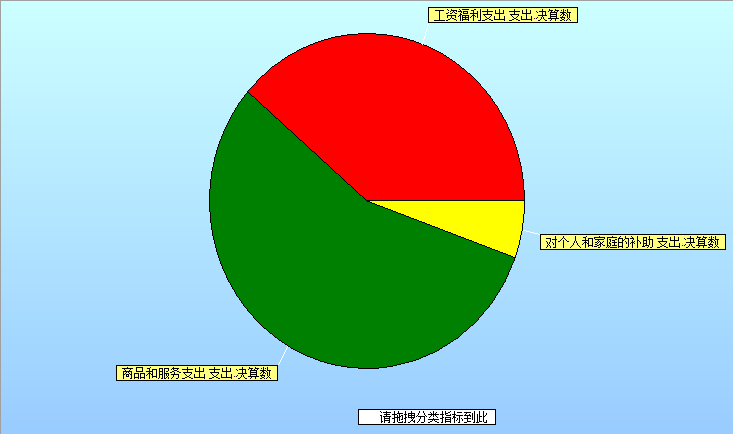 工资福利支出 支出.决算数
对个人和家庭的补助 支出.决算数
商品和服务支出 支出.决算数
请拖拽分类指标到此